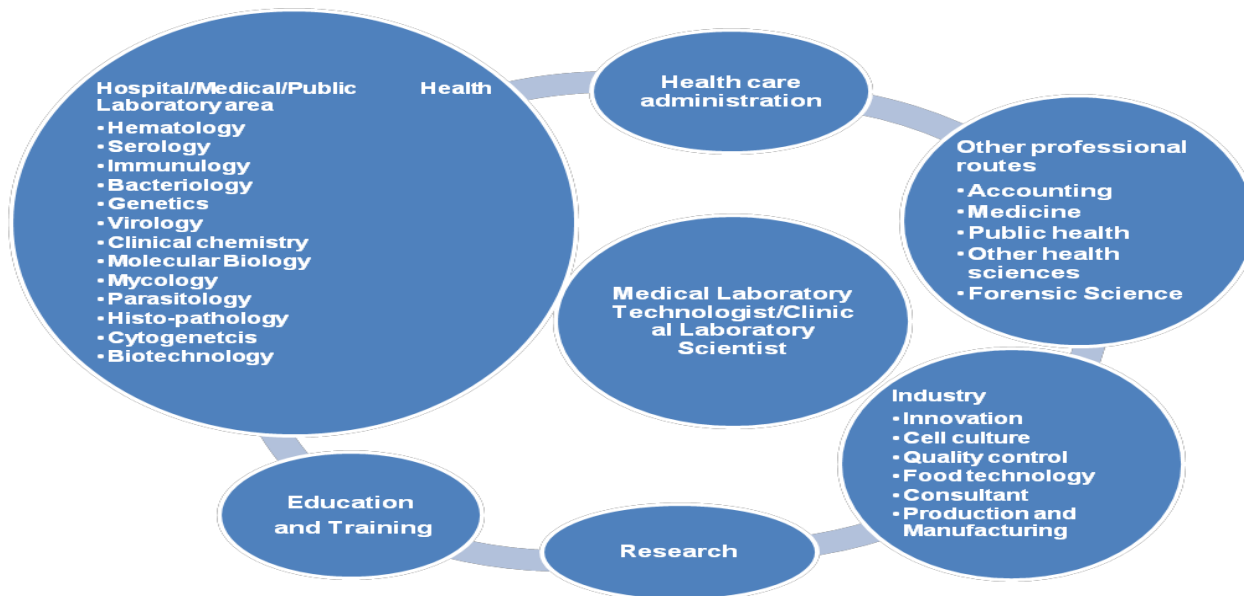 Hospital/Medical/Public Health
Laboratory area
• Hematology
• Serology
• Immunulogy
• Bacteriology
• Genetics
• Virology
• Clinical chemistry
• Molecular Biology
• Mycology
• Parasitology
• Histo-pathology
• Cytogenetcis
• Biotechnology
Health care
administration
Other professional
routes
• Accounting
• Medicine
• Public health
• Other health
sciences
• Forensic Science
Medical Laboratory
Technologist/Clinic
al Laboratory
Scientist
Industry
• Innovation
• Cell culture
• Quality control
• Food technology
• Consultant
• Production and
Manufacturing
Education
and Training
Research